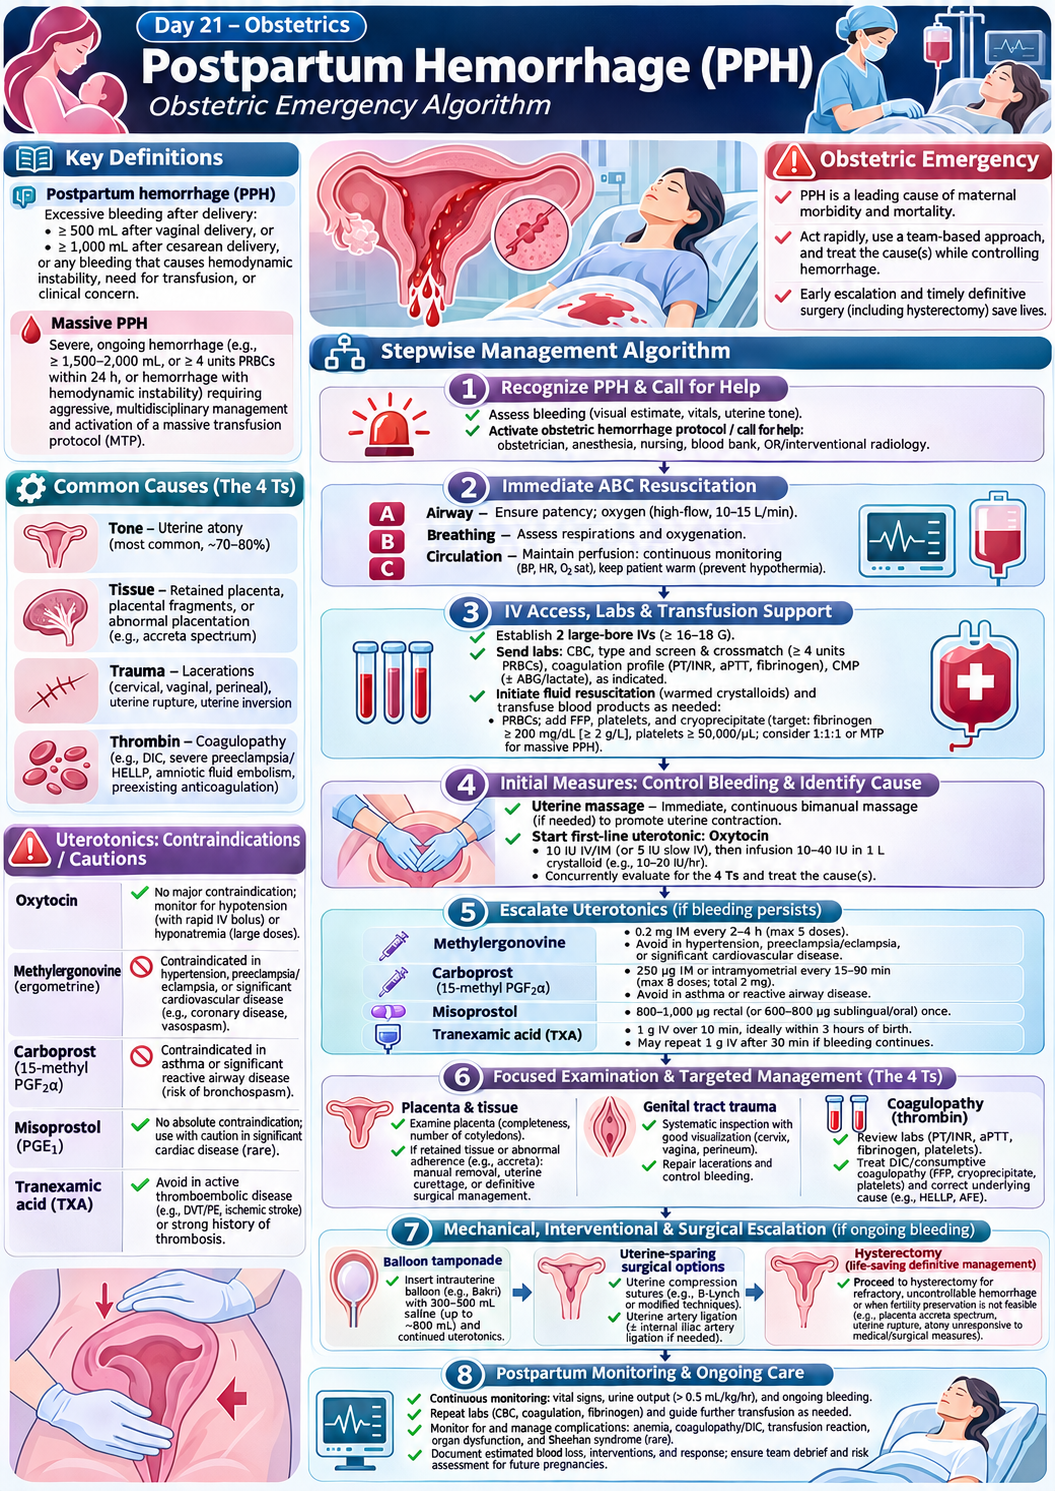 Day 21 – Obstetrics
Postpartum Hemorrhage (PPH)
Obstetric Emergency Algorithm
Key Definitions
Postpartum hemorrhage (PPH)
Excessive bleeding after delivery:
• ≥ 500 mL after vaginal delivery, or
• ≥ 1,000 mL after cesarean delivery,
or any bleeding that causes hemodynamic
instability, need for transfusion, or
clinical concern.
Massive PPH
Severe, ongoing hemorrhage (e.g.,
≥ 1,500–2,000 mL, or ≥ 4 units PRBCs
within 24 h, or hemorrhage with
hemodynamic instability) requiring
aggressive, multidisciplinary management
and activation of a massive transfusion
protocol (MTP).
Common Causes (The 4 Ts)
Tone – Uterine atony
(most common, ~70–80%)
Tissue – Retained placenta,
placental fragments, or
abnormal placentation
(e.g., accreta spectrum)
Trauma – Lacerations
(cervical, vaginal, perineal),
uterine rupture, uterine inversion
Thrombin – Coagulopathy
(e.g., DIC, severe preeclampsia/
HELLP, amniotic fluid embolism,
preexisting anticoagulation)
Uterotonics: Contraindications
/ Cautions
Oxytocin
No major contraindication;
monitor for hypotension
(with rapid IV bolus) or
hyponatremia (large doses).
Methylergonovine
(ergometrine)
Contraindicated in
hypertension, preeclampsia/
eclampsia, or significant
cardiovascular disease
(e.g., coronary disease,
vasospasm).
Carboprost
(15-methyl
PGF₂α)
Contraindicated in
asthma or significant
reactive airway disease
(risk of bronchospasm).
Misoprostol
(PGE₁)
No absolute contraindication;
use with caution in significant
cardiac disease (rare).
Tranexamic
acid (TXA)
Avoid in active
thromboembolic disease
(e.g., DVT/PE, ischemic stroke)
or strong history of
thrombosis.
Obstetric Emergency
PPH is a leading cause of maternal
morbidity and mortality.
Act rapidly, use a team-based approach,
and treat the cause(s) while controlling
hemorrhage.
Early escalation and timely definitive
surgery (including hysterectomy) save lives.
Stepwise Management Algorithm
1 Recognize PPH & Call for Help
Assess bleeding (visual estimate, vitals, uterine tone).
Activate obstetric hemorrhage protocol / call for help:
obstetrician, anesthesia, nursing, blood bank, OR/interventional radiology.
2 Immediate ABC Resuscitation
A Airway – Ensure patency; oxygen (high-flow, 10–15 L/min).
B Breathing – Assess respirations and oxygenation.
C Circulation – Maintain perfusion: continuous monitoring
(BP, HR, O₂ sat), keep patient warm (prevent hypothermia).
3 IV Access, Labs & Transfusion Support
Establish 2 large-bore IVs (≥ 16–18 G).
Send labs: CBC, type and screen & crossmatch (≥ 4 units
PRBCs), coagulation profile (PT/INR, aPTT, fibrinogen), CMP
(± ABG/lactate), as indicated.
Initiate fluid resuscitation (warmed crystalloids) and
transfuse blood products as needed:
• PRBCs; add FFP, platelets, and cryoprecipitate (target: fibrinogen
≥ 200 mg/dL [≥ 2 g/L], platelets ≥ 50,000/µL; consider 1:1:1 or MTP
for massive PPH).
4 Initial Measures: Control Bleeding & Identify Cause
Uterine massage – Immediate, continuous bimanual massage
(if needed) to promote uterine contraction.
Start first-line uterotonic: Oxytocin
• 10 IU IV/IM (or 5 IU slow IV), then infusion 10–40 IU in 1 L
crystalloid (e.g., 10–20 IU/hr).
• Concurrently evaluate for the 4 Ts and treat the cause(s).
5 Escalate Uterotonics (if bleeding persists)
Methylergonovine
• 0.2 mg IM every 2–4 h (max 5 doses).
• Avoid in hypertension, preeclampsia/eclampsia,
or significant cardiovascular disease.
Carboprost
(15-methyl PGF₂α)
• 250 µg IM or intramyometrial every 15–90 min
(max 8 doses; total 2 mg).
• Avoid in asthma or reactive airway disease.
Misoprostol
• 800–1,000 µg rectal (or 600–800 µg sublingual/oral) once.
Tranexamic acid (TXA)
• 1 g IV over 10 min, ideally within 3 hours of birth.
• May repeat 1 g IV after 30 min if bleeding continues.
6 Focused Examination & Targeted Management (The 4 Ts)
Placenta & tissue
Examine placenta (completeness,
number of cotyledons).
If retained tissue or abnormal
adherence (e.g., accreta):
manual removal, uterine
curettage, or definitive
surgical management.
Genital tract trauma
Systematic inspection with
good visualization (cervix,
vagina, perineum).
Repair lacerations and
control bleeding.
Coagulopathy
(thrombin)
Review labs (PT/INR, aPTT,
fibrinogen, platelets).
Treat DIC/consumptive
coagulopathy (FFP, cryoprecipitate,
platelets) and correct underlying
cause (e.g., HELLP, AFE).
7 Mechanical, Interventional & Surgical Escalation (if ongoing bleeding)
Balloon tamponade
Insert intrauterine
balloon (e.g., Bakri)
with 300–500 mL
saline (up to
~800 mL) and
continued uterotonics.
Uterine-sparing
surgical options
Uterine compression
sutures (e.g., B-Lynch
or modified techniques).
Uterine artery ligation
(± internal iliac artery
ligation if needed).
Hysterectomy
(life-saving definitive management)
Proceed to hysterectomy for
refractory, uncontrollable hemorrhage
or when fertility preservation is not feasible
(e.g., placenta accreta spectrum,
uterine rupture, atony unresponsive to
medical/surgical measures).
8 Postpartum Monitoring & Ongoing Care
Continuous monitoring: vital signs, urine output (> 0.5 mL/kg/hr), and ongoing bleeding.
Repeat labs (CBC, coagulation, fibrinogen) and guide further transfusion as needed.
Monitor for and manage complications: anemia, coagulopathy/DIC, transfusion reaction,
organ dysfunction, and Sheehan syndrome (rare).
Document estimated blood loss, interventions, and response; ensure team debrief and risk
assessment for future pregnancies.